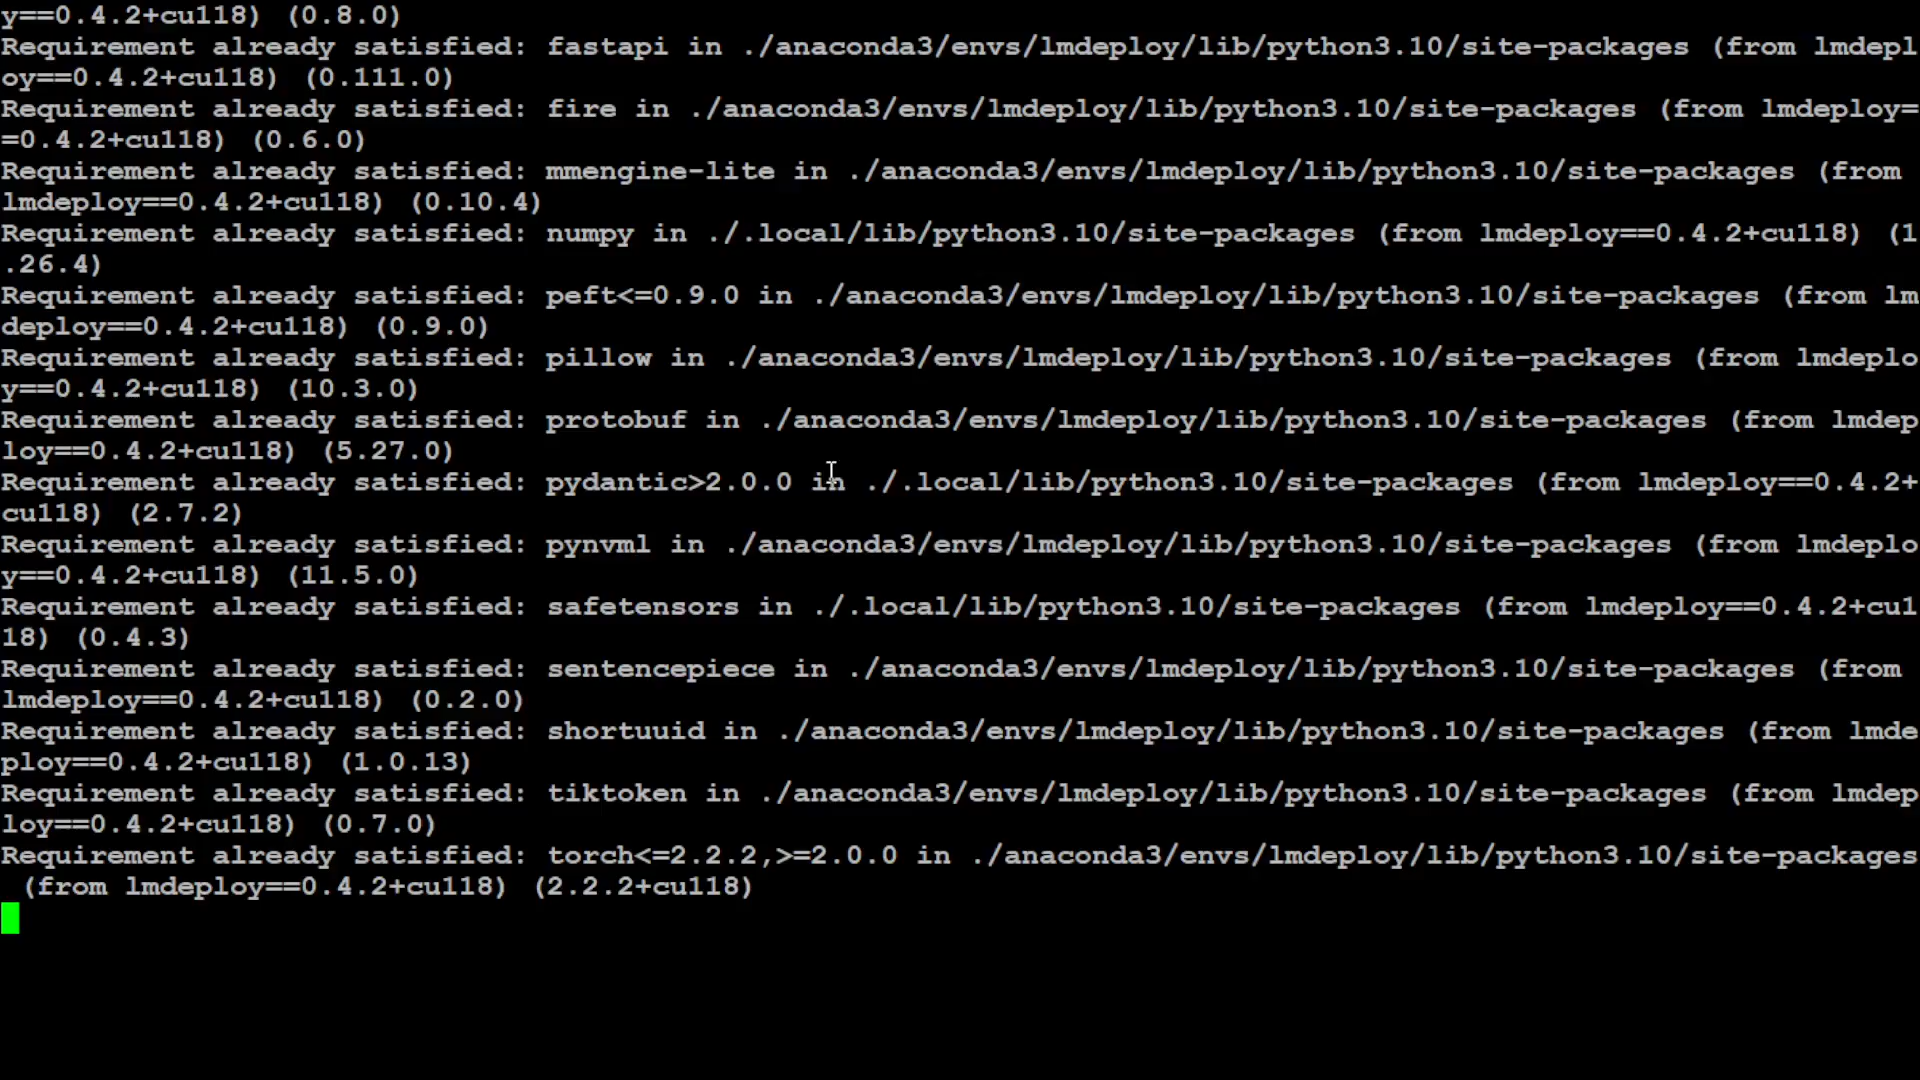 y==0.4.2+cu118) (0.8.0)
Requirement already satisfied: fastapi in ./anaconda3/envs/lmdeploy/lib/python3.10/site-packages (from lmdepl
oy==0.4.2+cu118) (0.111.0)
Requirement already satisfied: fire in ./anaconda3/envs/lmdeploy/lib/python3.10/site-packages (from lmdeploy=
=0.4.2+cu118) (0.6.0)
Requirement already satisfied: mmengine-lite in ./anaconda3/envs/lmdeploy/lib/python3.10/site-packages (from
lmdeploy==0.4.2+cu118) (0.10.4)
Requirement already satisfied: numpy in ./.local/lib/python3.10/site-packages (from lmdeploy==0.4.2+cu118) (1
.26.4)
Requirement already satisfied: peft<=0.9.0 in ./anaconda3/envs/lmdeploy/lib/python3.10/site-packages (from lm
deploy==0.4.2+cu118) (0.9.0)
Requirement already satisfied: pillow in ./anaconda3/envs/lmdeploy/lib/python3.10/site-packages (from lmdeplo
y==0.4.2+cu118) (10.3.0)
Requirement already satisfied: protobuf in ./anaconda3/envs/lmdeploy/lib/python3.10/site-packages (from lmdep
loy==0.4.2+cu118) (5.27.0)
Requirement already satisfied: pydantic>2.0.0 in ./.local/lib/python3.10/site-packages (from lmdeploy==0.4.2+
cu118) (2.7.2)
Requirement already satisfied: pynvml in ./anaconda3/envs/lmdeploy/lib/python3.10/site-packages (from lmdeplo
y==0.4.2+cu118) (11.5.0)
Requirement already satisfied: safetensors in ./.local/lib/python3.10/site-packages (from lmdeploy==0.4.2+cu1
18) (0.4.3)
Requirement already satisfied: sentencepiece in ./anaconda3/envs/lmdeploy/lib/python3.10/site-packages (from
lmdeploy==0.4.2+cu118) (0.2.0)
Requirement already satisfied: shortuuid in ./anaconda3/envs/lmdeploy/lib/python3.10/site-packages (from lmde
ploy==0.4.2+cu118) (1.0.13)
Requirement already satisfied: tiktoken in ./anaconda3/envs/lmdeploy/lib/python3.10/site-packages (from lmdep
loy==0.4.2+cu118) (0.7.0)
Requirement already satisfied: torch<=2.2.2,>=2.0.0 in ./anaconda3/envs/lmdeploy/lib/python3.10/site-packages
(from lmdeploy==0.4.2+cu118) (2.2.2+cu118)